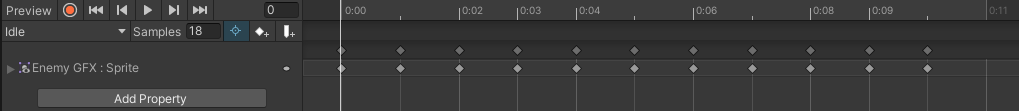 Preview 0 0:00 0:02 0:03 0:04 0:06 0:08 0:09 0:11
Idle Samples 18
Enemy GFX : Sprite
Add Property